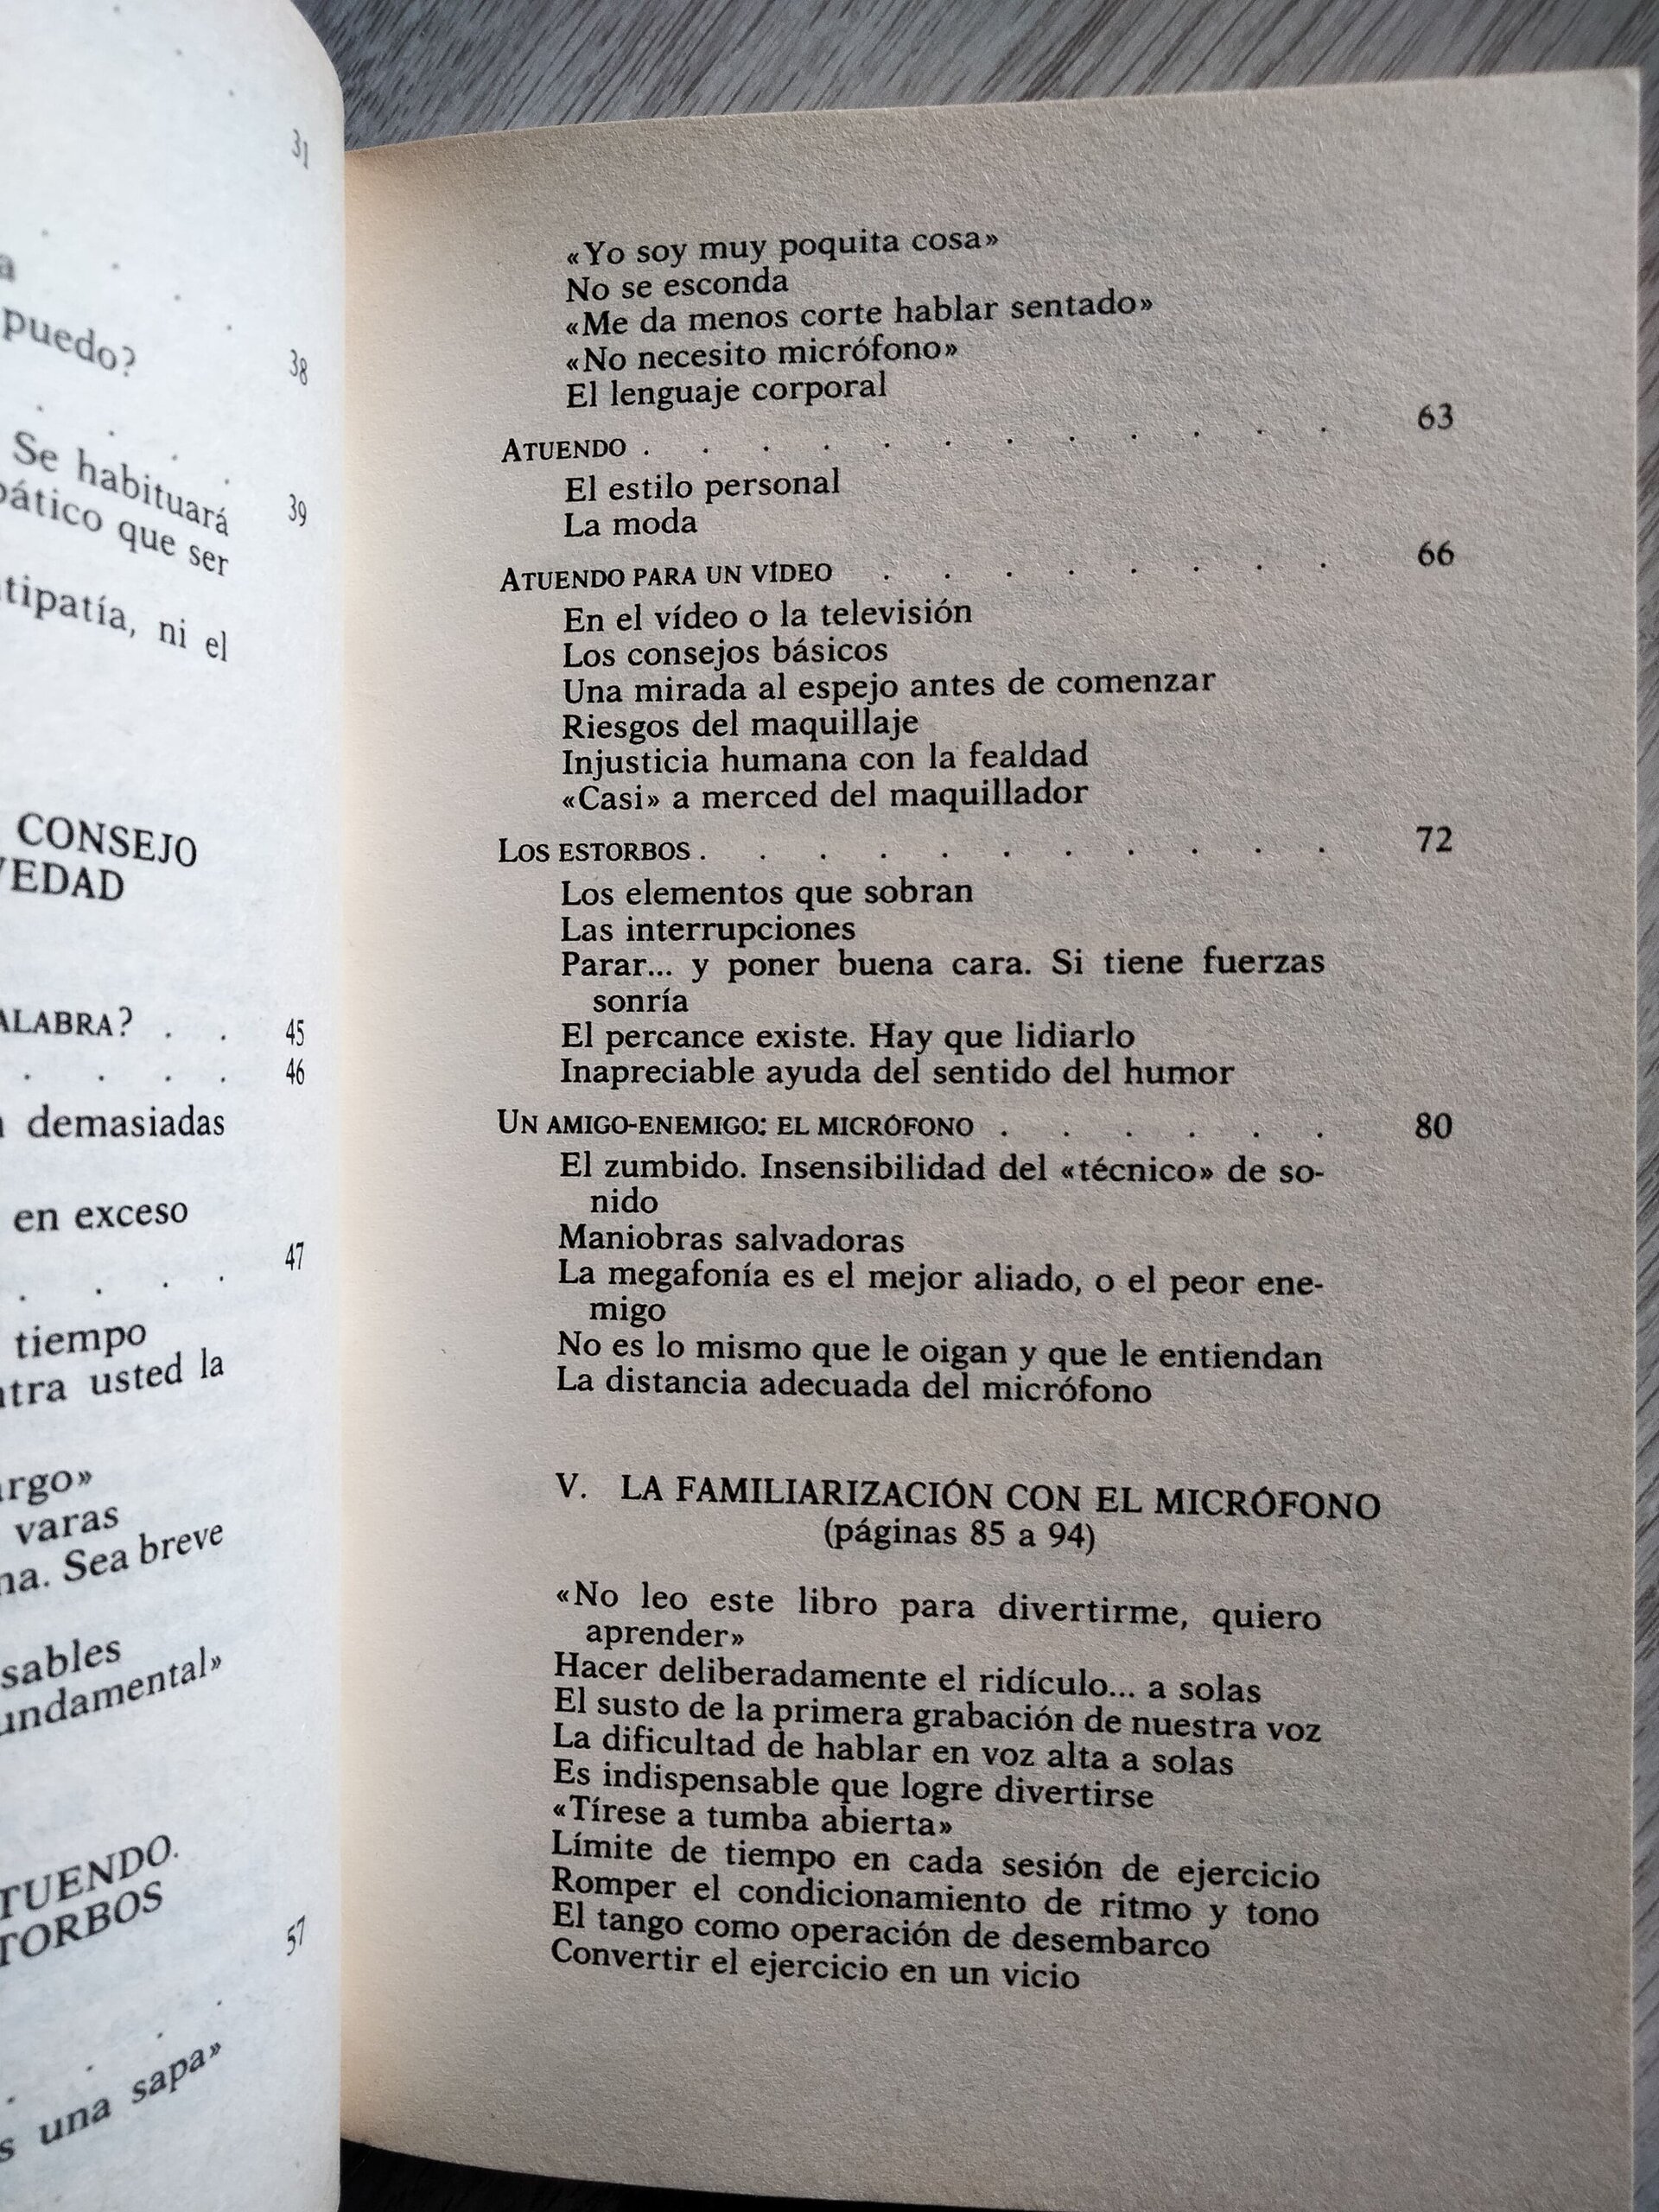 31
puedo?
38
Se habituará
39
que ser
ni el
CONSEJO
45
46
demasiadas
en exceso
47
tiempo
usted la
varas
Sea breve
57
una sapa»
«Yo soy muy poquita cosa»
No se esconda
«Me da menos corte hablar sentado»
«No necesito micrófono»
El lenguaje corporal
ATUENDO . . . . . . . . . . . . 63
El estilo personal
La moda
ATUENDO PARA UN VÍDEO . . . . . . . . 66
En el vídeo o la televisión
Los consejos básicos
Una mirada al espejo antes de comenzar
Riesgos del maquillaje
Injusticia humana con la fealdad
«Casi» a merced del maquillador
LOS ESTORBOS . . . . . . . . . . . 72
Los elementos que sobran
Las interrupciones
Parar... y poner buena cara. Si tiene fuerzas
sonría
El percance existe. Hay que lidiarlo
Inapreciable ayuda del sentido del humor
UN AMIGO-ENEMIGO: EL MICRÓFONO . . . . . . 80
El zumbido. Insensibilidad del «técnico» de so-
nido
Maniobras salvadoras
La megafonía es el mejor aliado, o el peor ene-
migo
No es lo mismo que le oigan y que le entiendan
La distancia adecuada del micrófono
V. LA FAMILIARIZACIÓN CON EL MICRÓFONO
(páginas 85 a 94)
«No leo este libro para divertirme, quiero
aprender»
Hacer deliberadamente el ridículo... a solas
El susto de la primera grabación de nuestra voz
La dificultad de hablar en voz alta a solas
Es indispensable que logre divertirse
«Tírese a tumba abierta»
Límite de tiempo en cada sesión de ejercicio
Romper el condicionamiento de ritmo y tono
El tango como operación de desembarco
Convertir el ejercicio en un vicio